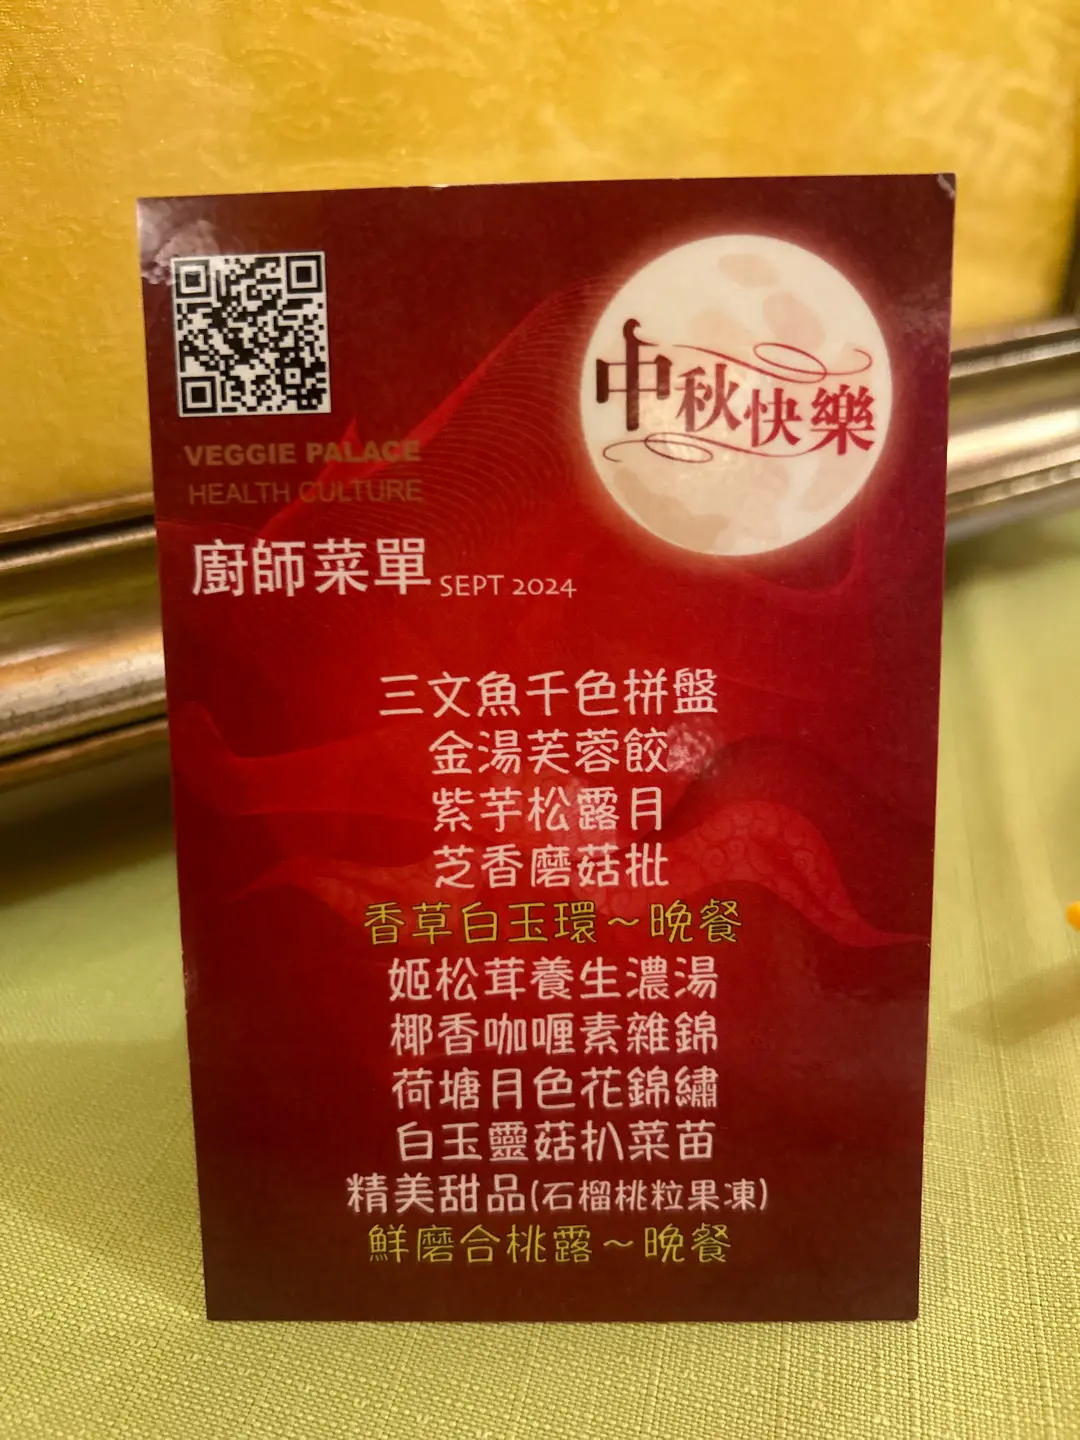 中秋快樂
VEGGIE PALACE
HEALTH CULTURE
廚師菜單 SEPT 2024
三文魚千色拼盤
金湯芙蓉餃
紫芋松露月
芝香磨菇枇
香草白玉環～晚餐
姬松茸養生濃湯
椰香咖喱素雜錦
荷塘月色花錦繡
白玉靈菇扒菜苗
精美甜品(石榴桃粒果凍)
鮮磨合桃露～晚餐